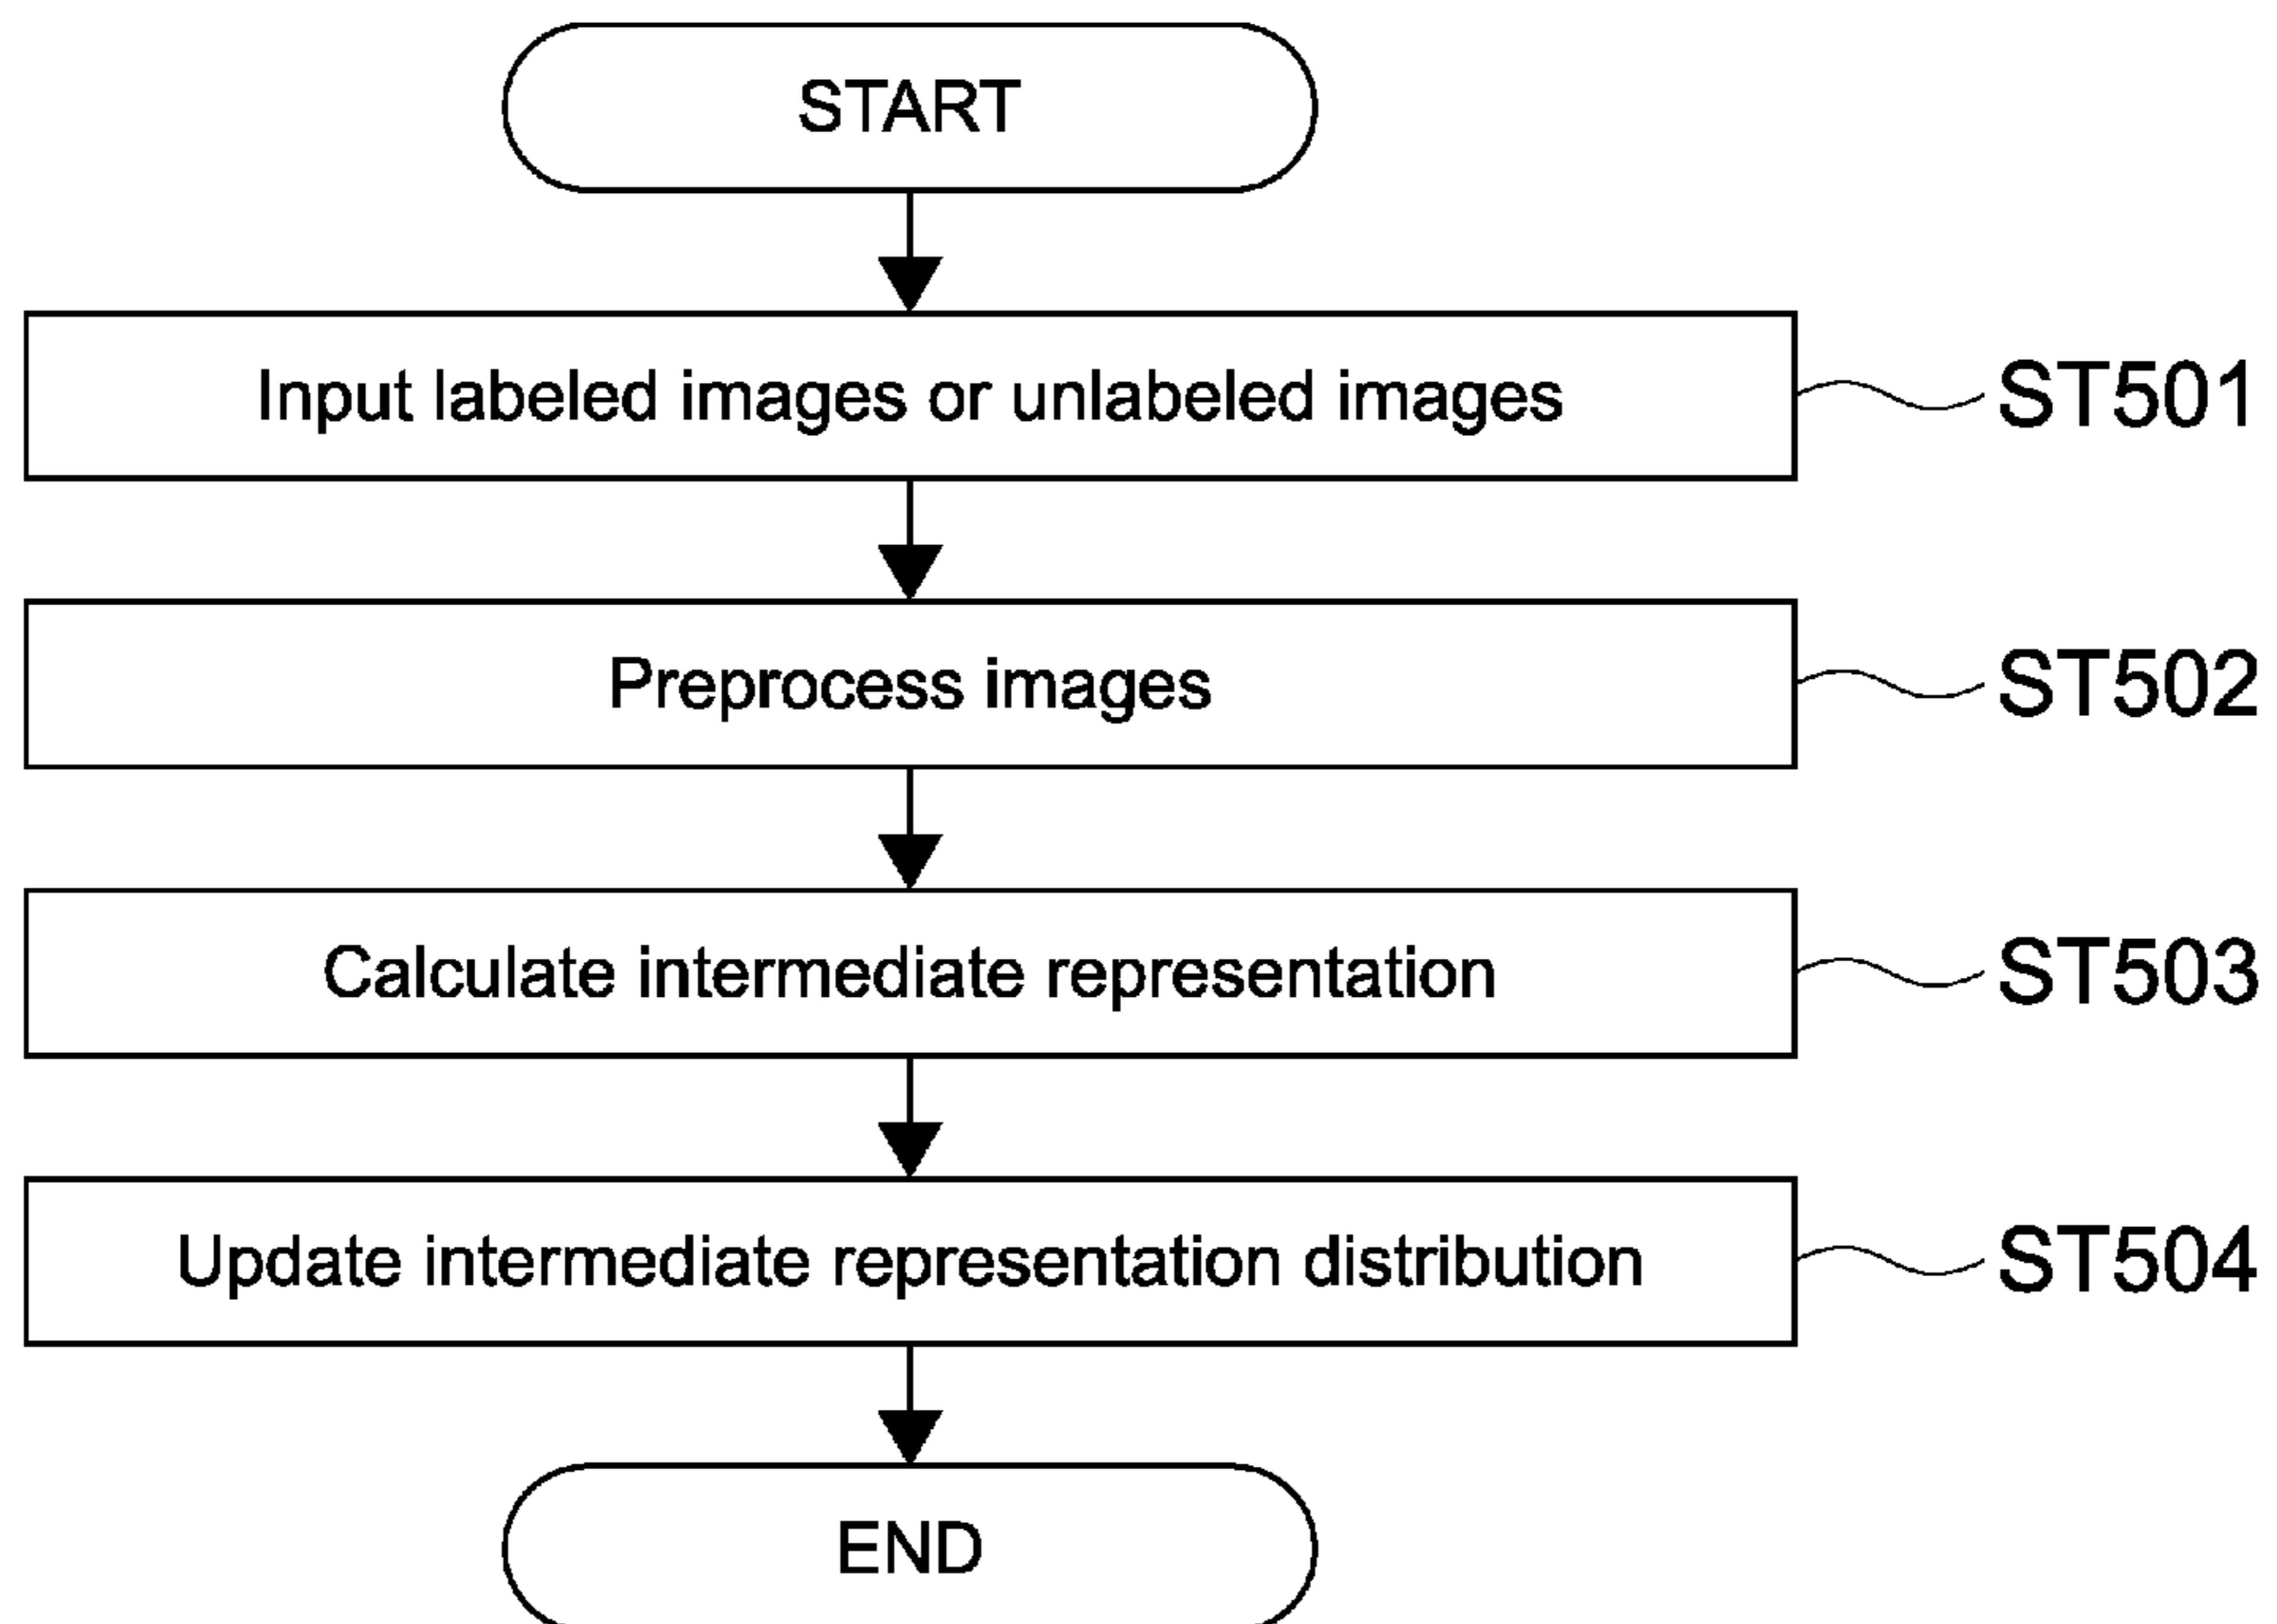 START
Input labeled images or unlabeled images
ST501
Preprocess images
ST502
Calculate intermediate representation
ST503
Update intermediate representation distribution
ST504
END